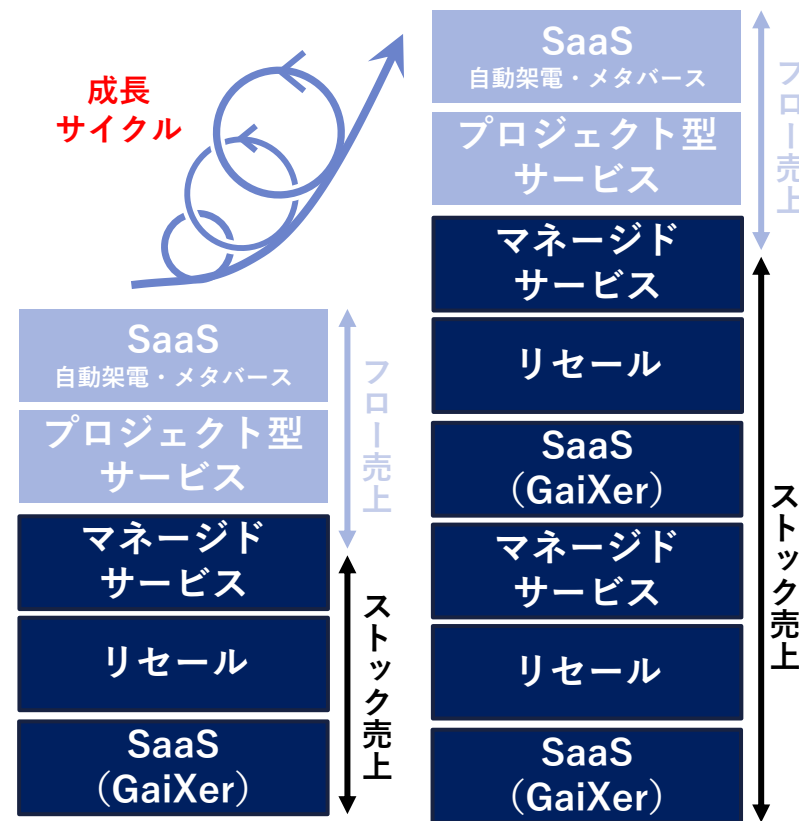 成長
サイクル
SaaS
自動架電・メタバース
プロジェクト型
サービス
マネージド
サービス
リセール
SaaS
（GaiXer）
フロー売上
ストック売上
SaaS
自動架電・メタバース
プロジェクト型
サービス
マネージド
サービス
リセール
SaaS
（GaiXer）
マネージド
サービス
リセール
SaaS
（GaiXer）
フロー売上
ストック売上